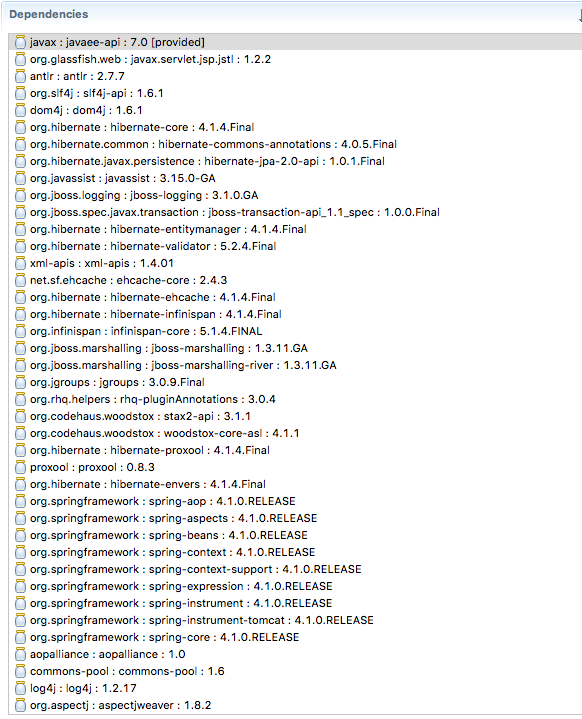 Dependencies
javax : javaee-api : 7.0 [provided]
org.glassfish.web : javax.servlet.jsp.jstl : 1.2.2
antlr : antlr : 2.7.7
org.slf4j : slf4j-api : 1.6.1
dom4j : dom4j : 1.6.1
org.hibernate : hibernate-core : 4.1.4.Final
org.hibernate.common : hibernate-commons-annotations : 4.0.5.Final
org.hibernate.javax.persistence : hibernate-jpa-2.0-api : 1.0.1.Final
org.javassist : javassist : 3.15.0-GA
org.jboss.logging : jboss-logging : 3.1.0.GA
org.jboss.spec.javax.transaction : jboss-transaction-api_1.1_spec : 1.0.0.Final
org.hibernate : hibernate-entitymanager : 4.1.4.Final
org.hibernate : hibernate-validator : 5.2.4.Final
xml-apis : xml-apis : 1.4.01
net.sf.ehcache : ehcache-core : 2.4.3
org.hibernate : hibernate-ehcache : 4.1.4.Final
org.hibernate : hibernate-infinispan : 4.1.4.Final
org.infinispan : infinispan-core : 5.1.4.FINAL
org.jboss.marshalling : jboss-marshalling : 1.3.11.GA
org.jboss.marshalling : jboss-marshalling-river : 1.3.11.GA
org.jgroups : jgroups : 3.0.9.Final
org.rhq.helpers : rhq-pluginAnnotations : 3.0.4
org.codehaus.woodstox : stax2-api : 3.1.1
org.codehaus.woodstox : woodstox-core-asl : 4.1.1
org.hibernate : hibernate-proxool : 4.1.4.Final
proxool : proxool : 0.8.3
org.hibernate : hibernate-envers : 4.1.4.Final
org.springframework : spring-aop : 4.1.0.RELEASE
org.springframework : spring-aspects : 4.1.0.RELEASE
org.springframework : spring-beans : 4.1.0.RELEASE
org.springframework : spring-context : 4.1.0.RELEASE
org.springframework : spring-context-support : 4.1.0.RELEASE
org.springframework : spring-expression : 4.1.0.RELEASE
org.springframework : spring-instrument : 4.1.0.RELEASE
org.springframework : spring-instrument-tomcat : 4.1.0.RELEASE
org.springframework : spring-core : 4.1.0.RELEASE
aopalliance : aopalliance : 1.0
commons-pool : commons-pool : 1.6
log4j : log4j : 1.2.17
org.aspectj : aspectjweaver : 1.8.2